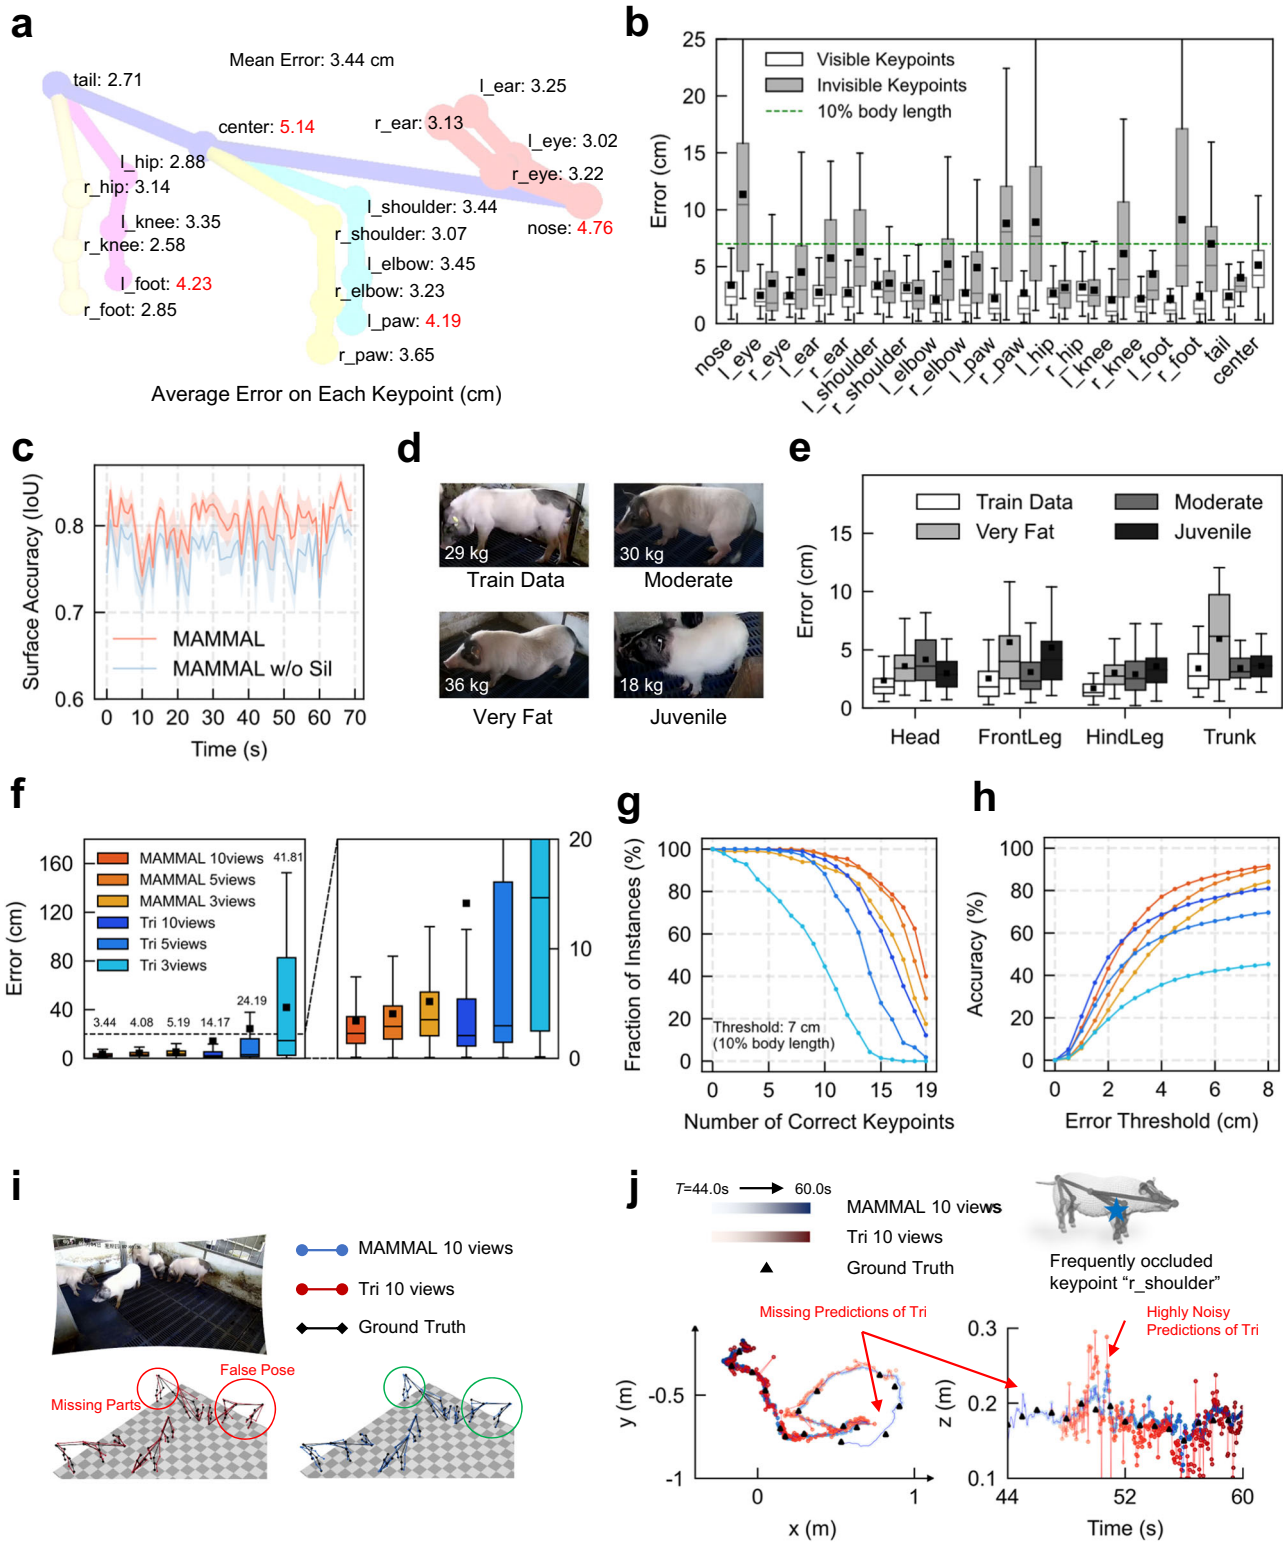 a
Mean Error: 3.44 cm
tail: 2.71
l_ear: 3.25
r_ear: 3.13
center: 5.14
l_eye: 3.02
l_hip: 2.88
r_eye: 3.22
r_hip: 3.14
l_shoulder: 3.44
l_knee: 3.35
nose: 4.76
r_shoulder: 3.07
r_knee: 2.58
l_elbow: 3.45
l_foot: 4.23
r_elbow: 3.23
r_foot: 2.85
l_paw: 4.19
r_paw: 3.65
Average Error on Each Keypoint (cm)
b
Error (cm)
25
20
15
10
5
0
Visible Keypoints
Invisible Keypoints
10% body length
nose
l_eye
r_eye
l_ear
r_ear
l_shoulder
r_shoulder
l_elbow
r_elbow
l_paw
r_paw
l_hip
r_hip
l_knee
r_knee
l_foot
r_foot
tail
center
c
Surface Accuracy (IoU)
0.8
0.7
0.6
MAMMAL
MAMMAL w/o Sil
0 10 20 30 40 50 60 70
Time (s)
d
29 kg
Train Data
30 kg
Moderate
36 kg
Very Fat
18 kg
Juvenile
e
Error (cm)
15
10
5
0
Train Data
Very Fat
Moderate
Juvenile
Head FrontLeg HindLeg Trunk
f
Error (cm)
160
120
80
40
0
MAMMAL 10views
MAMMAL 5views
MAMMAL 3views
Tri 10views
Tri 5views
Tri 3views
3.44 4.08 5.19 14.17 24.19 41.81
20
10
0
g
Fraction of Instances (%)
100
80
60
40
20
0
Threshold: 7 cm
(10% body length)
0 5 10 15 19
Number of Correct Keypoints
h
Accuracy (%)
100
80
60
40
20
0
0 2 4 6 8
Error Threshold (cm)
i
MAMMAL 10 views
Tri 10 views
Ground Truth
Missing Parts
False Pose
j
T=44.0s 60.0s
MAMMAL 10 views
Tri 10 views
Ground Truth
Frequently occluded
keypoint “r_shoulder”
Missing Predictions of Tri
Highly Noisy
Predictions of Tri
y (m)
-0.5
-1
0 1
x (m)
z (m)
0.3
0.2
0.1
44 52 60
Time (s)